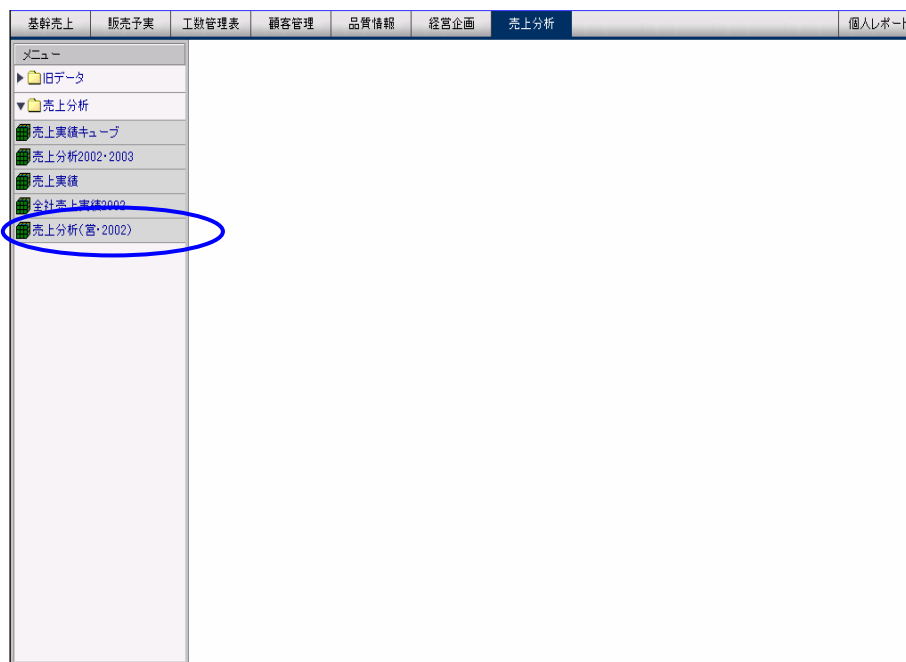 基幹売上 販売予実 工数管理表 顧客管理 品質情報 経営企画 売上分析 個人レポート
メニュー
旧データ
売上分析
売上実績キューブ
売上分析2002・2003
売上実績
全社売上実績2002
売上分析(営・2002)